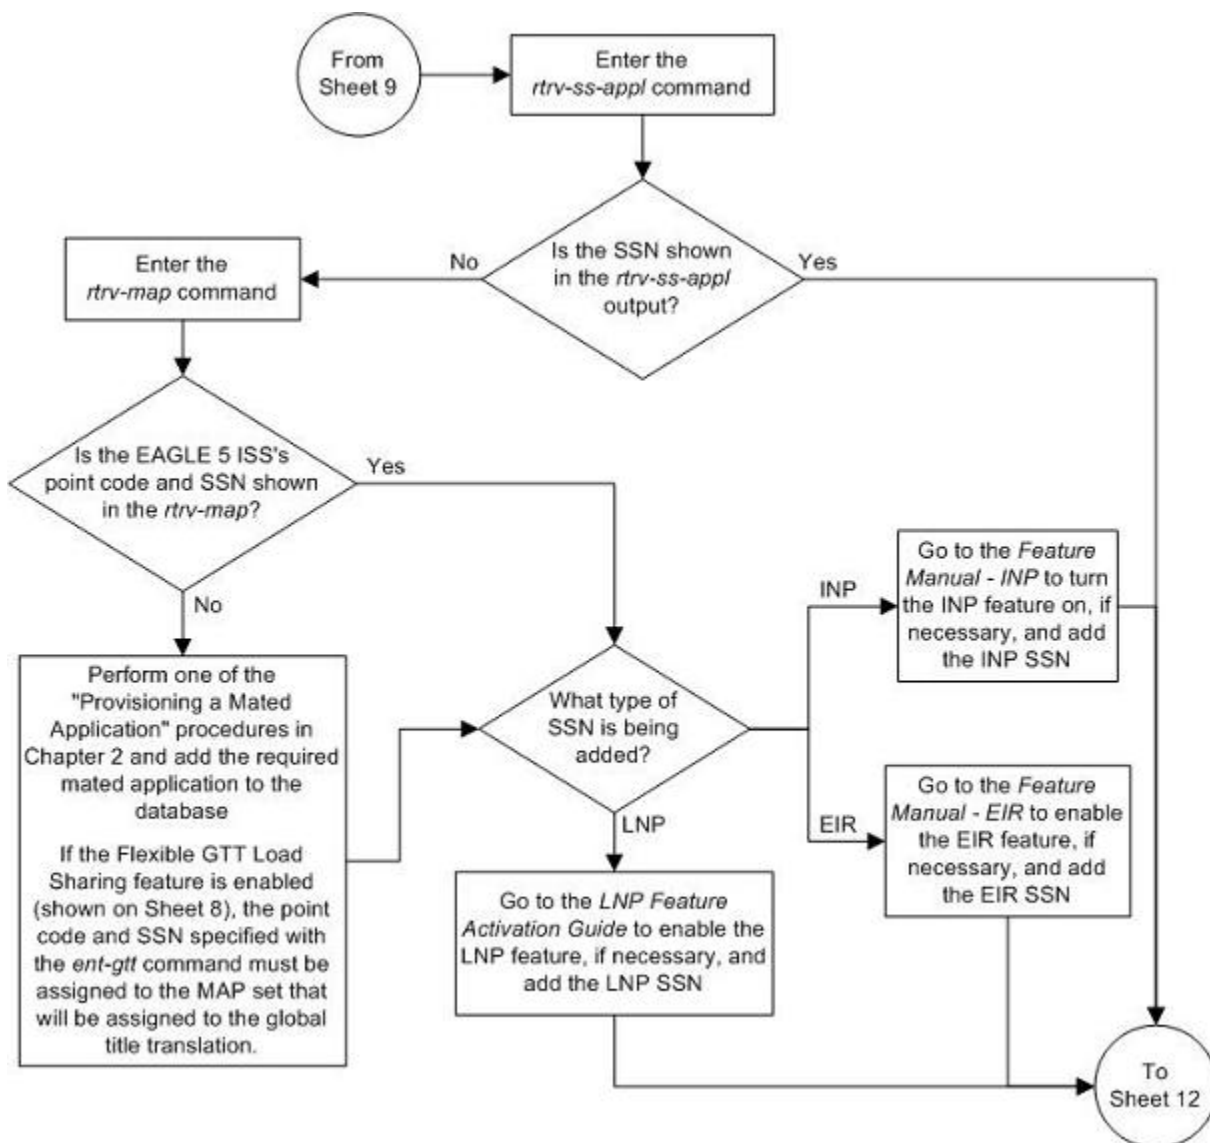 From
Sheet 9
Enter the
rtrv-ss-appl command
Is the SSN shown
in the rtrv-ss-appl
output?
No
Yes
Enter the
rtrv-map command
Is the EAGLE 5 ISS's
point code and SSN shown
in the rtrv-map?
Yes
No
Perform one of the
"Provisioning a Mated
Application" procedures in
Chapter 2 and add the required
mated application to the
database
If the Flexible GTT Load
Sharing feature is enabled
(shown on Sheet 8), the point
code and SSN specified with
the ent-gtt command must be
assigned to the MAP set that
will be assigned to the global
title translation.
What type of
SSN is being
added?
INP
Go to the Feature
Manual - INP to turn
the INP feature on, if
necessary, and add
the INP SSN
EIR
Go to the Feature
Manual - EIR to enable
the EIR feature, if
necessary, and add
the EIR SSN
LNP
Go to the LNP Feature
Activation Guide to enable the
LNP feature, if necessary, and
add the LNP SSN
To
Sheet 12